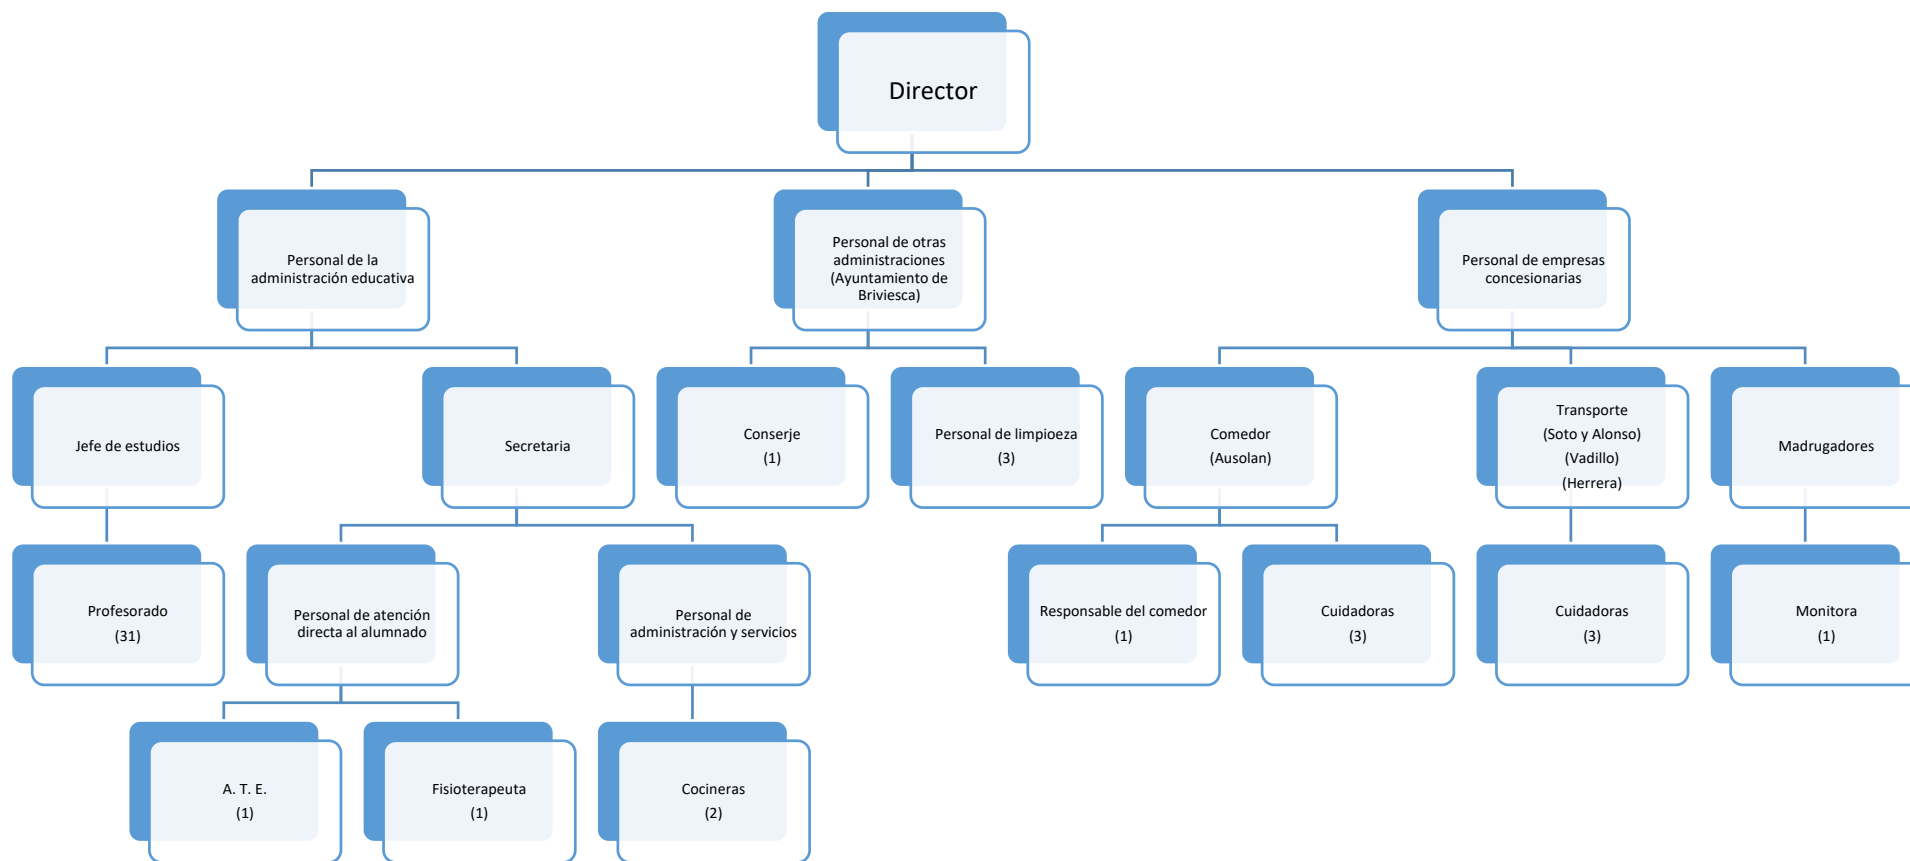 Director
Personal de la
administración educativa
Personal de otras
administraciones
(Ayuntamiento de
Briviesca)
Personal de empresas
concesionarias
Jefe de estudios
Secretaria
Conserje
(1)
Personal de limpioeza
(3)
Comedor
(Ausolan)
Transporte
(Soto y Alonso)
(Vadillo)
(Herrera)
Madrugadores
Profesorado
(31)
Personal de atención
directa al alumnado
Personal de
administración y servicios
Responsable del comedor
(1)
Cuidadoras
(3)
Cuidadoras
(3)
Monitora
(1)
A. T. E.
(1)
Fisioterapeuta
(1)
Cocineras
(2)